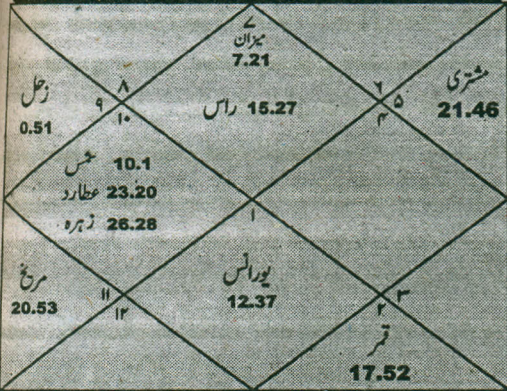 ۷
میزان
7.21
۸
۶
زحل
۹
۵
مشتری
راس 15.27
21.46
۱۰
۴
0.51
شمس 10.1
عطارد 23.20
زہرہ 26.28
۱
مریخ
یورانس
۱۱
۳
20.53
12.37
۱۲
۲
قمر
17.52